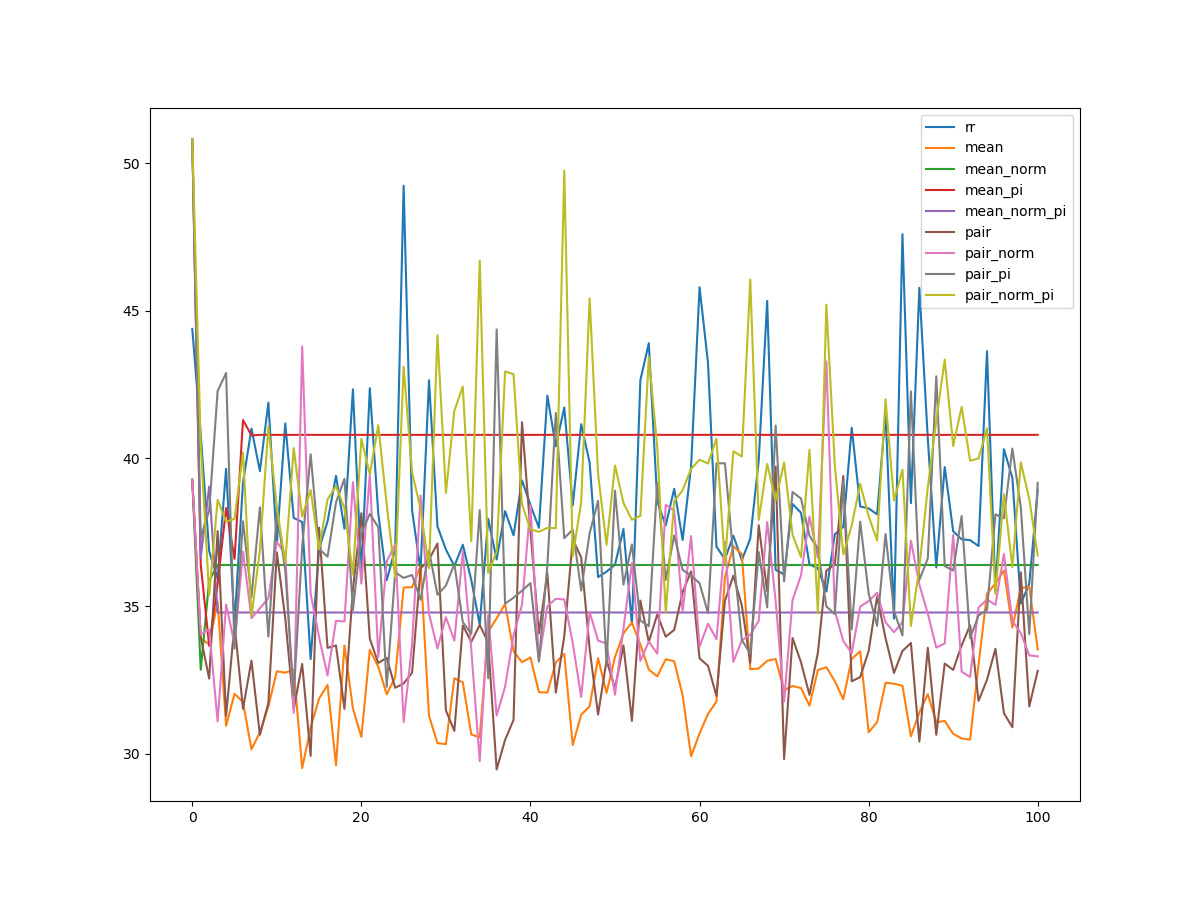 50
45
40
35
30
0
20
40
60
80
100
rr
mean
mean_norm
mean_pi
mean_norm_pi
pair
pair_norm
pair_pi
pair_norm_pi